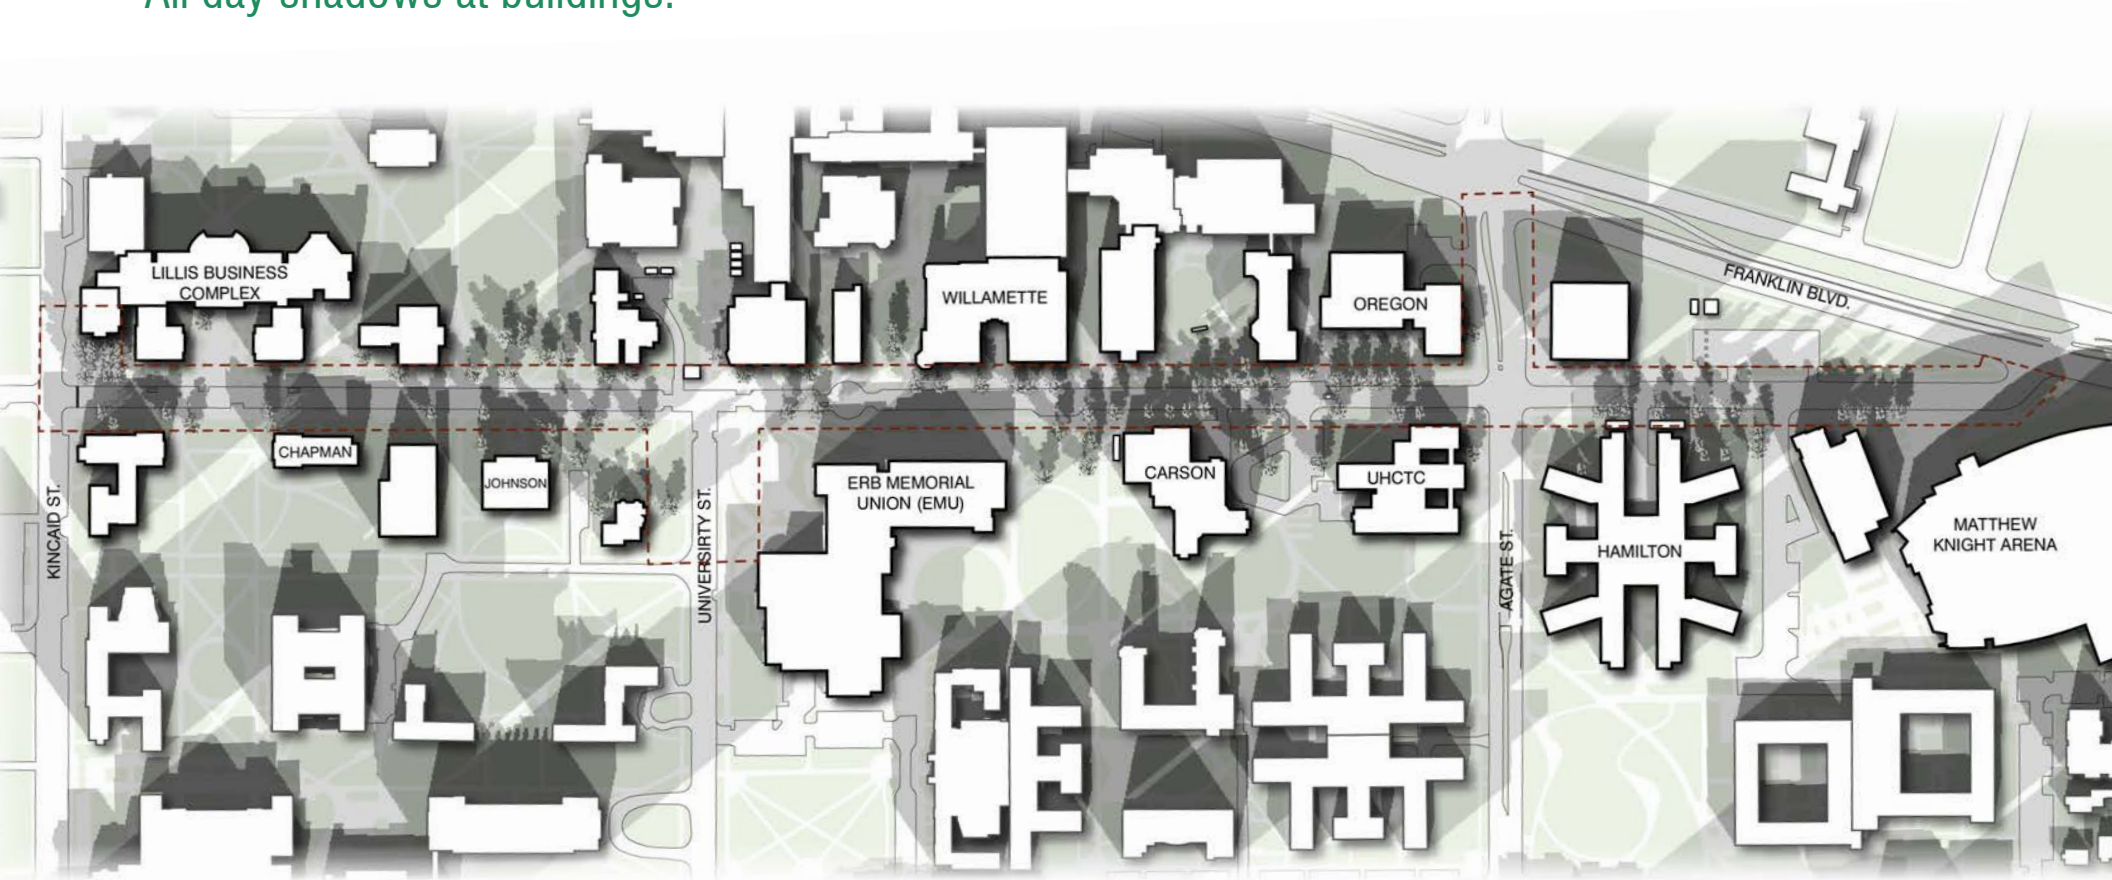 All day shadows at buildings.
LILLIS BUSINESS
COMPLEX
WILLAMETTE
OREGON
FRANKLIN BLVD.
CHAPMAN
JOHNSON
ERB MEMORIAL
UNION (EMU)
CARSON
UHCTC
KINCAID ST.
UNIVERSIRTY ST.
AGATE ST.
HAMILTON
MATTHEW
KNIGHT ARENA